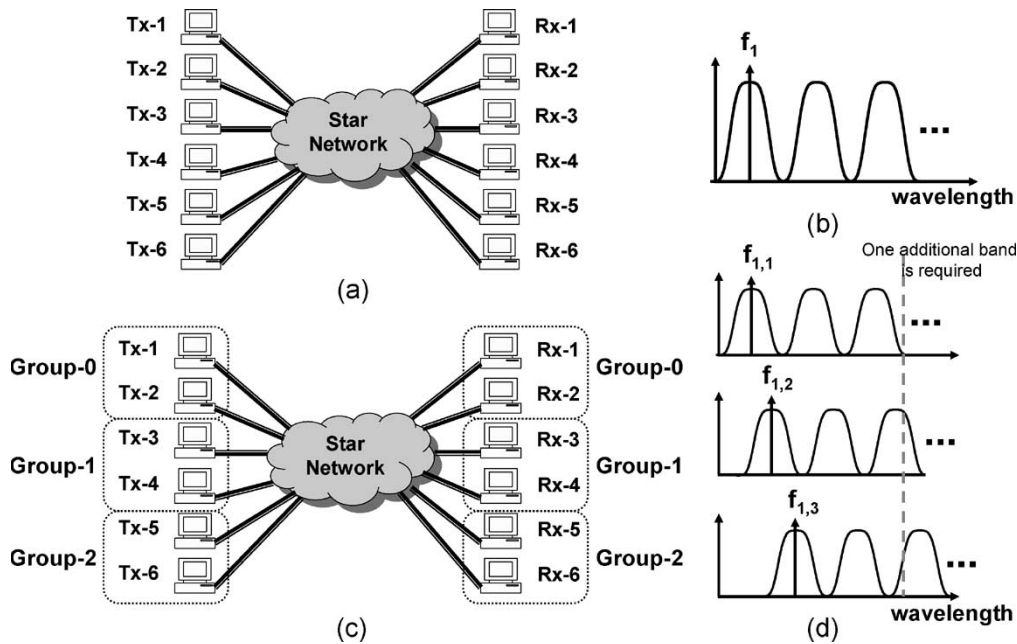 Tx-1
Tx-2
Tx-3
Tx-4
Tx-5
Tx-6
Star
Network
Rx-1
Rx-2
Rx-3
Rx-4
Rx-5
Rx-6
(a)
f1
...
wavelength
(b)
Group-0
Group-1
Group-2
Tx-1
Tx-2
Tx-3
Tx-4
Tx-5
Tx-6
Star
Network
Rx-1
Rx-2
Rx-3
Rx-4
Rx-5
Rx-6
Group-0
Group-1
Group-2
(c)
One additional band
is required
f1,1
...
f1,2
...
f1,3
...
wavelength
(d)